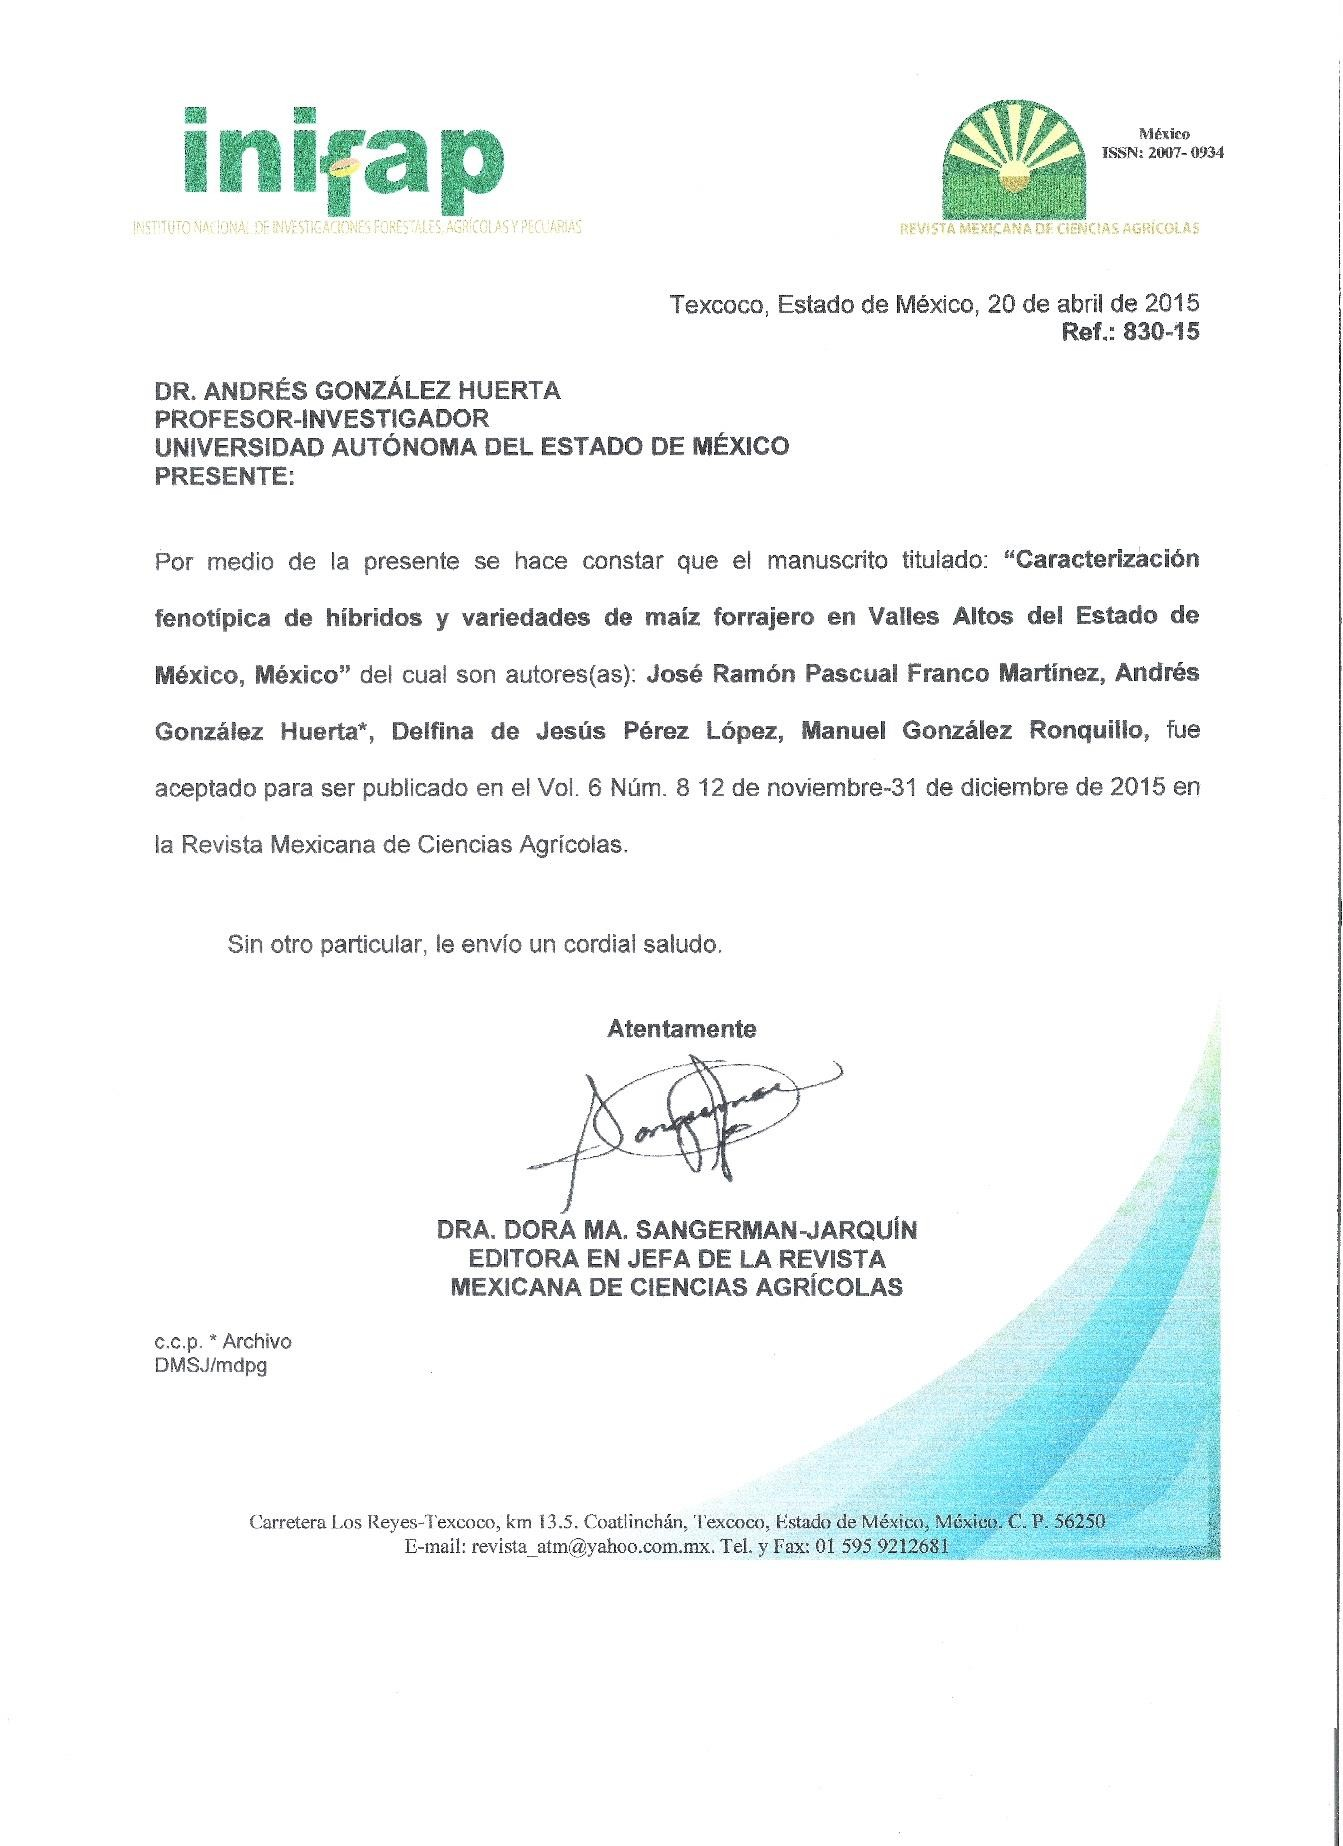 inifap
INSTITUTO NACIONAL DE INVESTIGACIONES FORESTALES, AGRÍCOLAS Y PECUARIAS
México
ISSN: 2007- 0934
REVISTA MEXICANA DE CIENCIAS AGRÍCOLAS
Texcoco, Estado de México, 20 de abril de 2015
Ref.: 830-15
DR. ANDRÉS GONZÁLEZ HUERTA
PROFESOR-INVESTIGADOR
UNIVERSIDAD AUTÓNOMA DEL ESTADO DE MÉXICO
PRESENTE:
Por medio de la presente se hace constar que el manuscrito titulado: “Caracterización
fenotípica de híbridos y variedades de maíz forrajero en Valles Altos del Estado de
México, México” del cual son autores(as): José Ramón Pascual Franco Martínez, Andrés
González Huerta*, Delfina de Jesús Pérez López, Manuel González Ronquillo, fue
aceptado para ser publicado en el Vol. 6 Núm. 8 12 de noviembre-31 de diciembre de 2015 en
la Revista Mexicana de Ciencias Agrícolas.
Sin otro particular, le envío un cordial saludo.
Atentamente
DRA. DORA MA. SANGERMAN-JARQUÍN
EDITORA EN JEFA DE LA REVISTA
MEXICANA DE CIENCIAS AGRÍCOLAS
c.c.p. * Archivo
DMSJ/mdpg
Carretera Los Reyes-Texcoco, km 13.5. Coatlinchán, Texcoco, Estado de México, México. C. P. 56250
E-mail: revista_atm@yahoo.com.mx. Tel. y Fax: 01 595 9212681